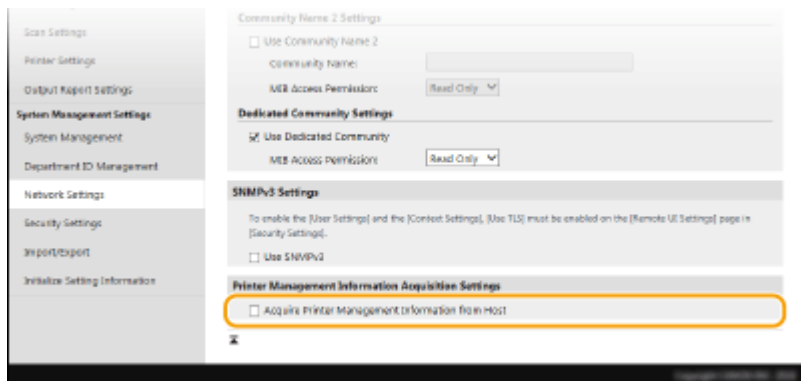 Scan Settings
Printer Settings
Output Report Settings
System Management Settings
System Management
Department ID Management
Network Settings
Security Settings
Import/Export
Initialize Setting Information
Community Name 2 Settings
Use Community Name 2
Community Name:
MIB Access Permission:
Read Only
Dedicated Community Settings
Use Dedicated Community
MIB Access Permission:
Read Only
SNMPv3 Settings
To enable the [User Settings] and the [Context Settings], [Use TLS] must be enabled on the [Remote UI Settings] page in
[Security Settings].
Use SNMPv3
Printer Management Information Acquisition Settings
Acquire Printer Management Information from Host